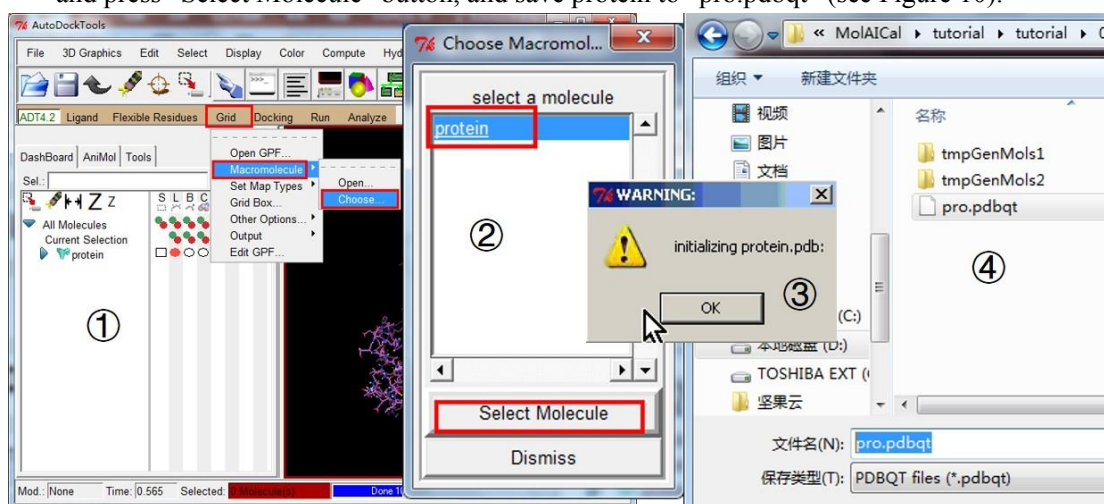 and press "Select Molecule" button, and save protein to "pro.pdbqt" (see Figure 10).
AutoDockTools
File 3D Graphics Edit Select Display Color Compute Hyd
ADT4.2 Ligand Flexible Residues Grid Docking Run Analyze
DashBoard AniMol Tools
Sel.:
S L B C
All Molecules
Current Selection
protein
Open GPF...
Macromolecule
Set Map Types
Grid Box...
Other Options...
Output
Edit GPF...
Open...
Choose...
①
Mod.: None Time: 0.565 Selected: 0 Molecule(s) Done 10
Choose Macromol...
select a molecule
protein
②
Select Molecule
Dismiss
WARNING:
initializing protein.pdb:
OK
③
« MolAICal ▸ tutorial ▸ tutorial ▸
组织 ▼ 新建文件夹
视频
图片
文档
(C:)
本地磁盘 (D:)
TOSHIBA EXT (
坚果云
名称
tmpGenMols1
tmpGenMols2
pro.pdbqt
④
文件名(N): pro.pdbqt
保存类型(T): PDBQT files (*.pdbqt)